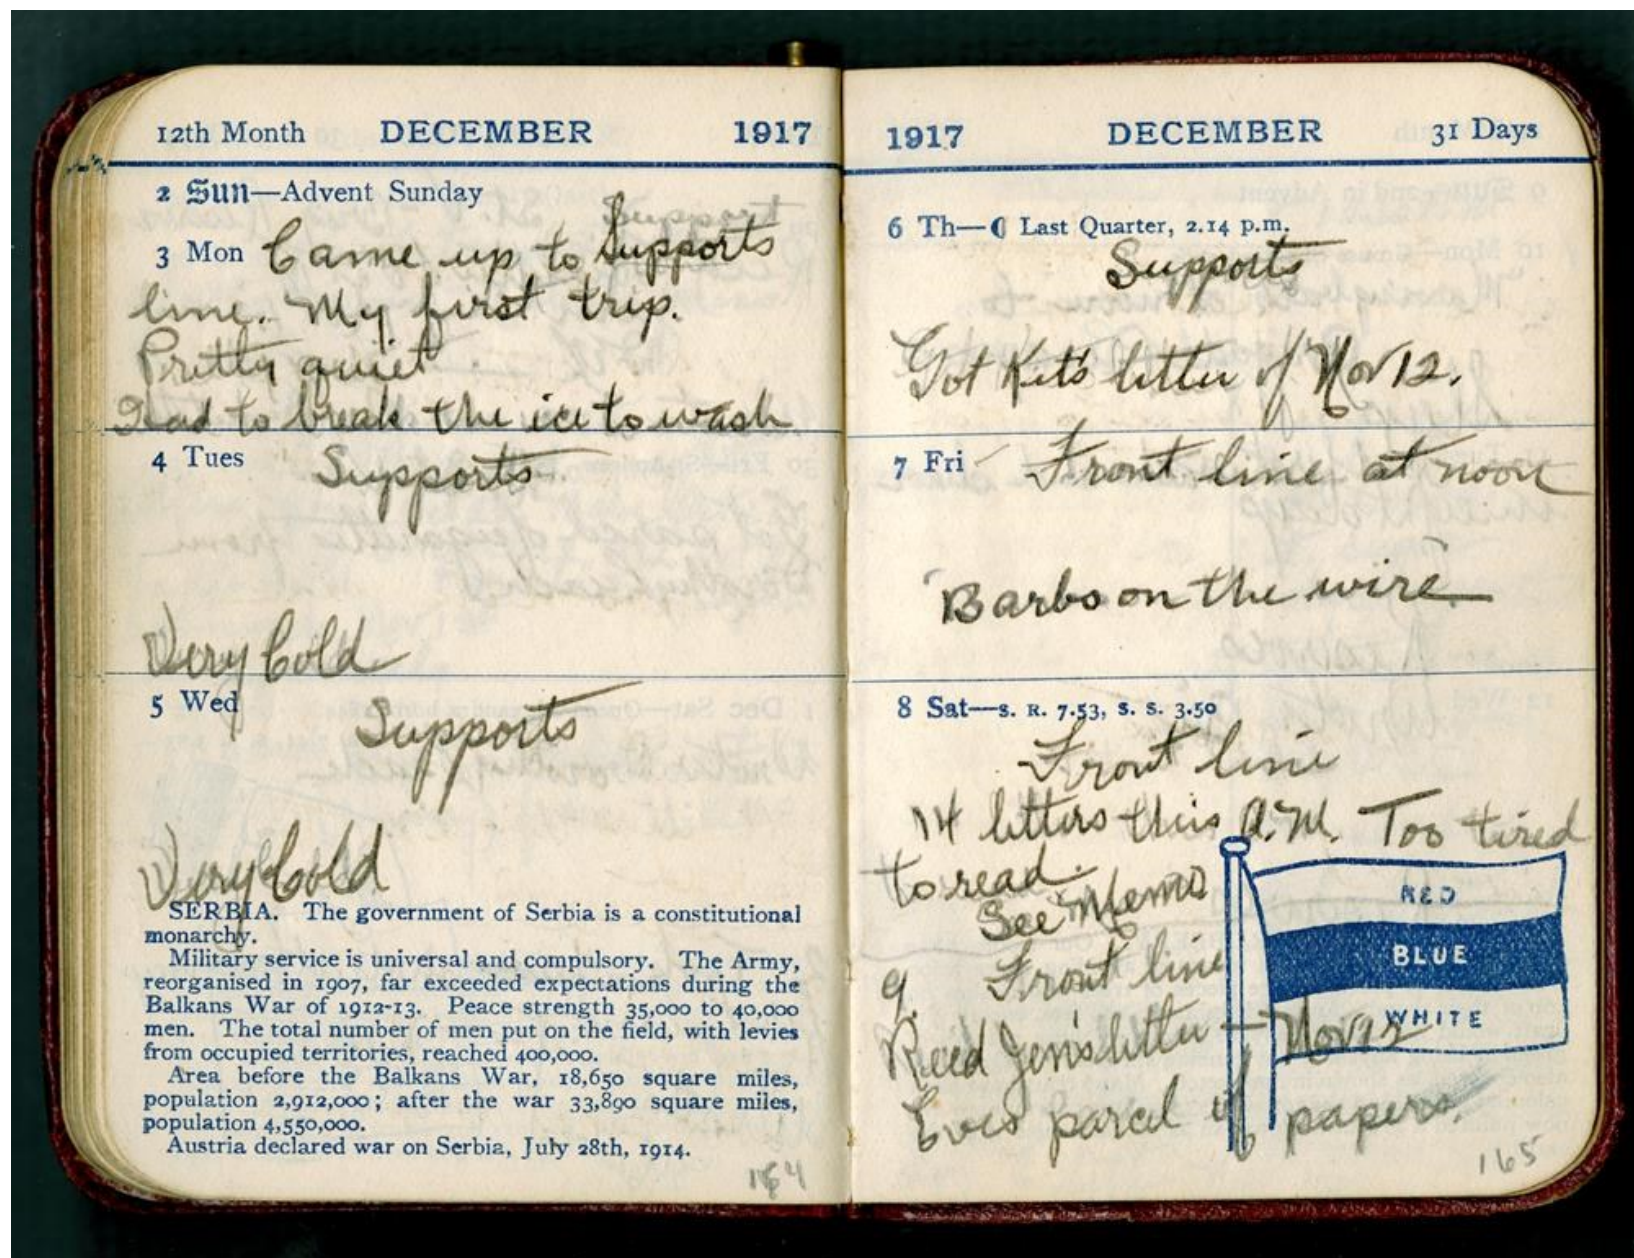 12th Month DECEMBER 1917
2 Sun—Advent Sunday
3 Mon Came up to Supports
line. My first trip.
Pretty quiet
Had to break the ice to wash
4 Tues Supports
Very Cold
5 Wed Supports
Very Cold
SERBIA. The government of Serbia is a constitutional
monarchy.
Military service is universal and compulsory. The Army,
reorganised in 1907, far exceeded expectations during the
Balkans War of 1912-13. Peace strength 35,000 to 40,000
men. The total number of men put on the field, with levies
from occupied territories, reached 400,000.
Area before the Balkans War, 18,650 square miles,
population 2,912,000; after the war 33,890 square miles,
population 4,550,000.
Austria declared war on Serbia, July 28th, 1914.
164
1917 DECEMBER 31 Days
6 Th—☾ Last Quarter, 2.14 p.m.
Supports
Got Kit's letter of Nov 12.
7 Fri Front line at noon
"Barbs on the wire"
8 Sat—S. R. 7.53, S. S. 3.50
Front line
14 letters this A.M. Too tired
to read.
See Memo
RED
BLUE
WHITE
9. Front line
Recd Jen's letter — Nov 12
Eves parcel of papers.
165